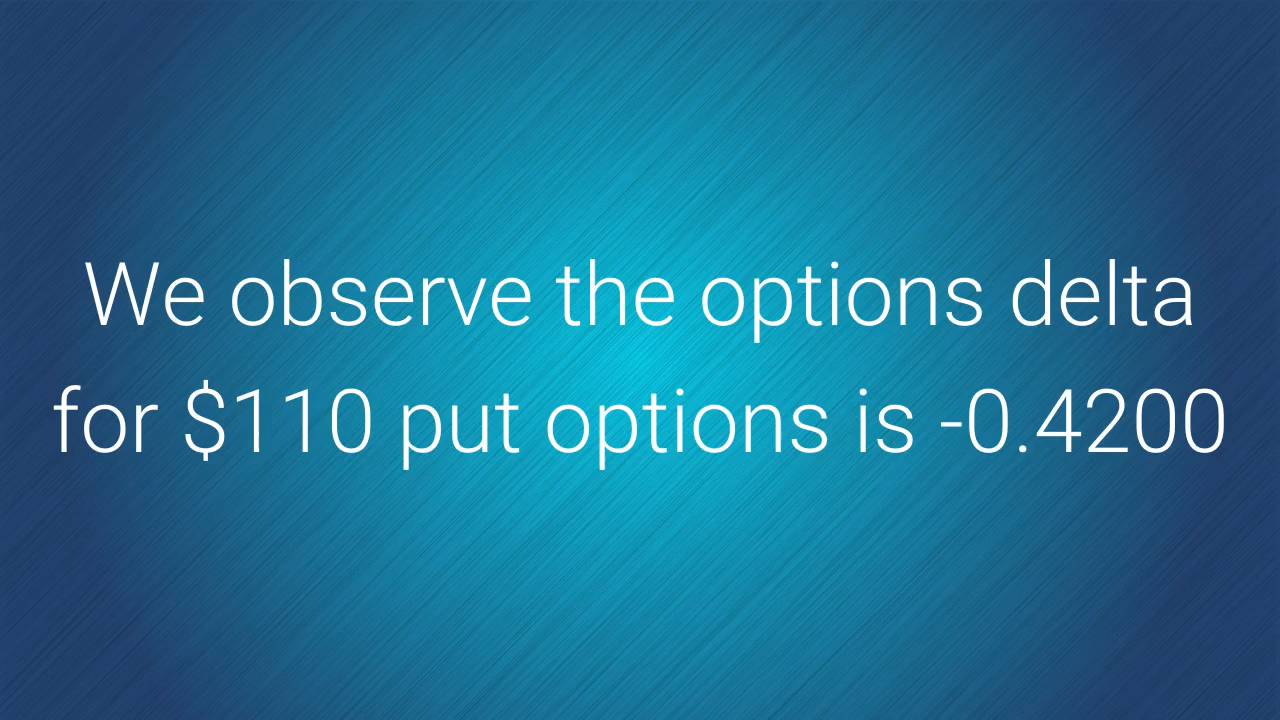 We observe the options delta
for $110 put options is -0.4200